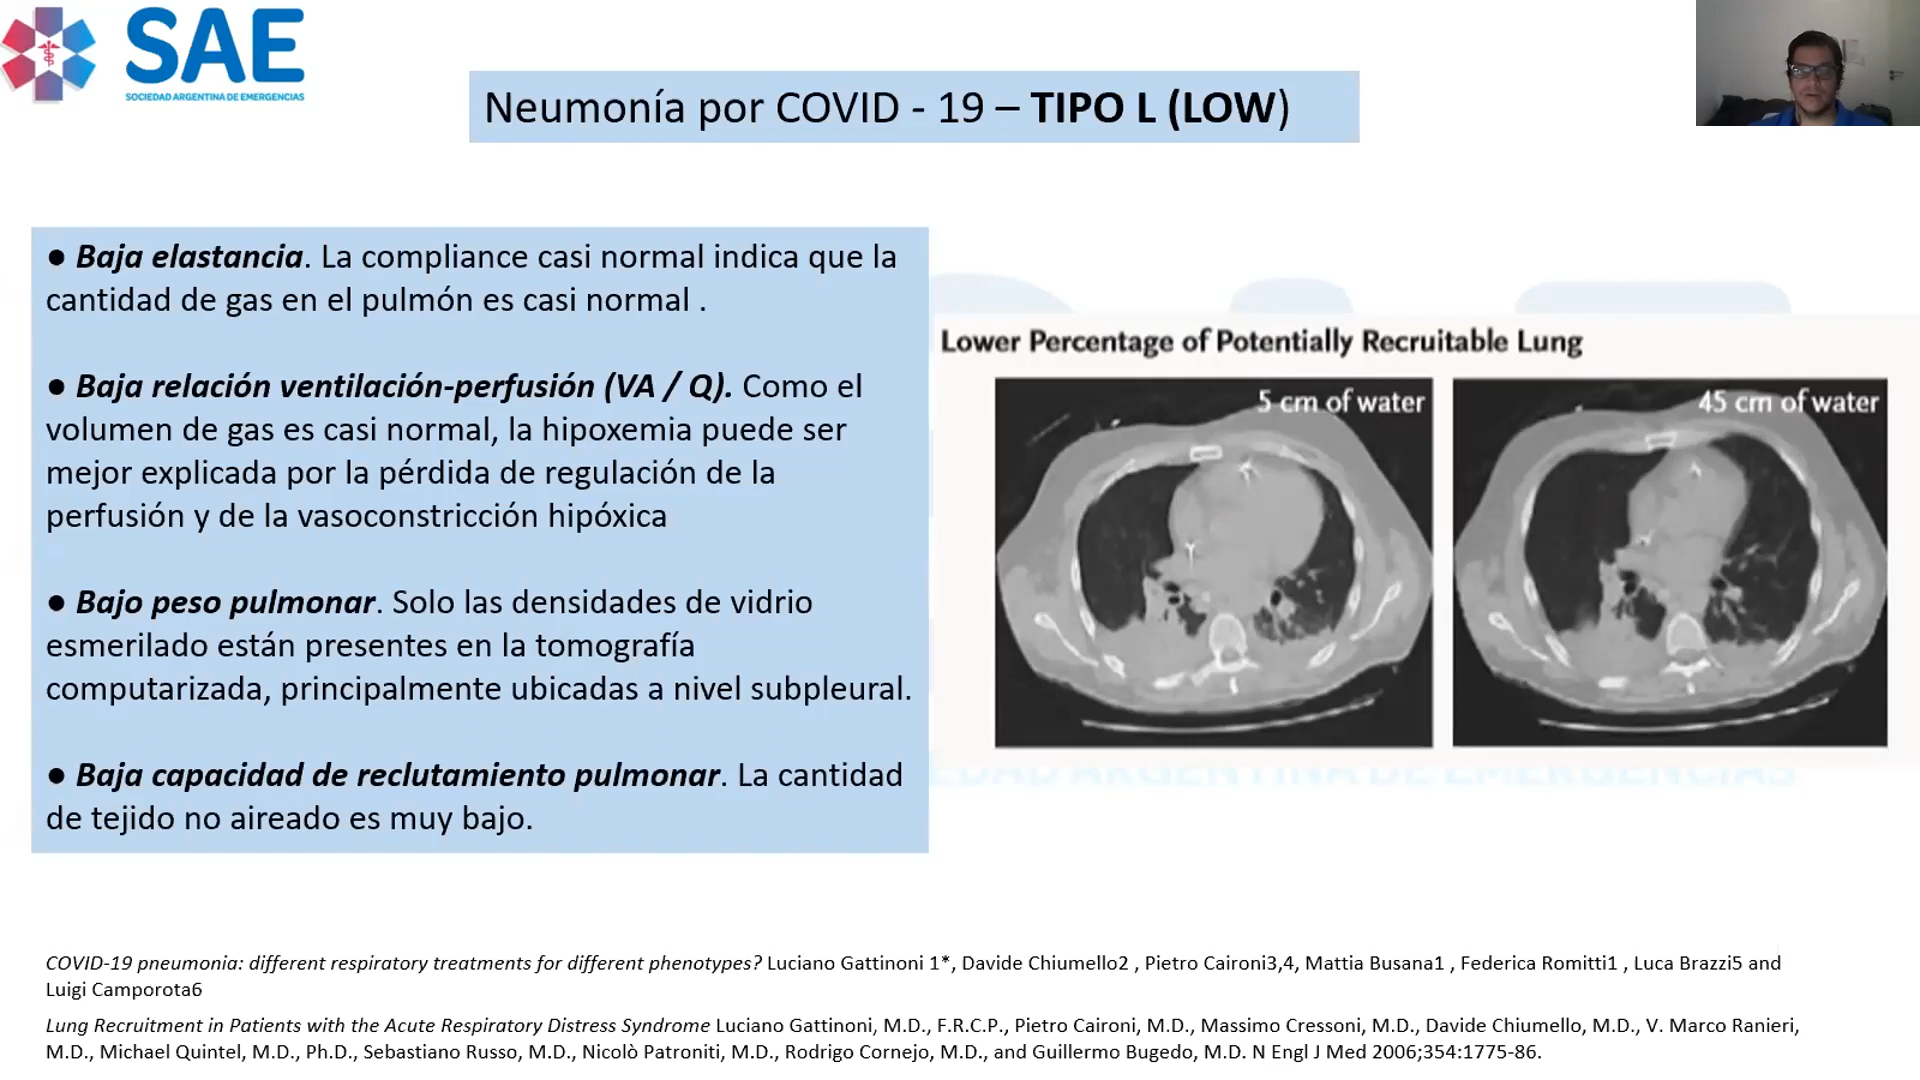 SAE
SOCIEDAD ARGENTINA DE EMERGENCIAS
Neumonía por COVID - 19 – TIPO L (LOW)
● Baja elastancia. La compliance casi normal indica que la
cantidad de gas en el pulmón es casi normal .
● Baja relación ventilación-perfusión (VA / Q). Como el
volumen de gas es casi normal, la hipoxemia puede ser
mejor explicada por la pérdida de regulación de la
perfusión y de la vasoconstricción hipóxica
● Bajo peso pulmonar. Solo las densidades de vidrio
esmerilado están presentes en la tomografía
computarizada, principalmente ubicadas a nivel subpleural.
● Baja capacidad de reclutamiento pulmonar. La cantidad
de tejido no aireado es muy bajo.
Lower Percentage of Potentially Recruitable Lung
5 cm of water
45 cm of water
COVID-19 pneumonia: different respiratory treatments for different phenotypes? Luciano Gattinoni 1*, Davide Chiumello2 , Pietro Caironi3,4, Mattia Busana1 , Federica Romitti1 , Luca Brazzi5 and
Luigi Camporota6
Lung Recruitment in Patients with the Acute Respiratory Distress Syndrome Luciano Gattinoni, M.D., F.R.C.P., Pietro Caironi, M.D., Massimo Cressoni, M.D., Davide Chiumello, M.D., V. Marco Ranieri,
M.D., Michael Quintel, M.D., Ph.D., Sebastiano Russo, M.D., Nicolò Patroniti, M.D., Rodrigo Cornejo, M.D., and Guillermo Bugedo, M.D. N Engl J Med 2006;354:1775-86.